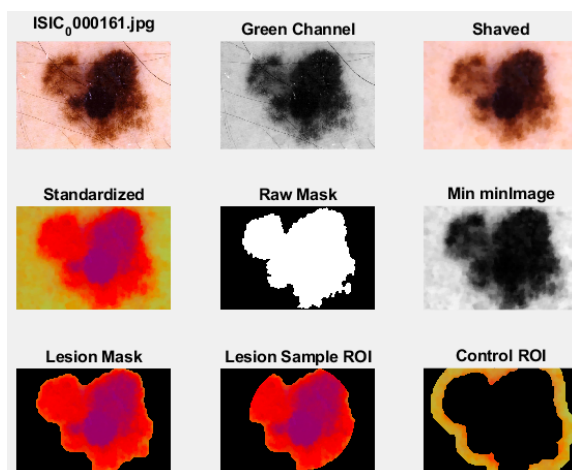 ISIC₀000161.jpg
Green Channel
Shaved
Standardized
Raw Mask
Min minImage
Lesion Mask
Lesion Sample ROI
Control ROI